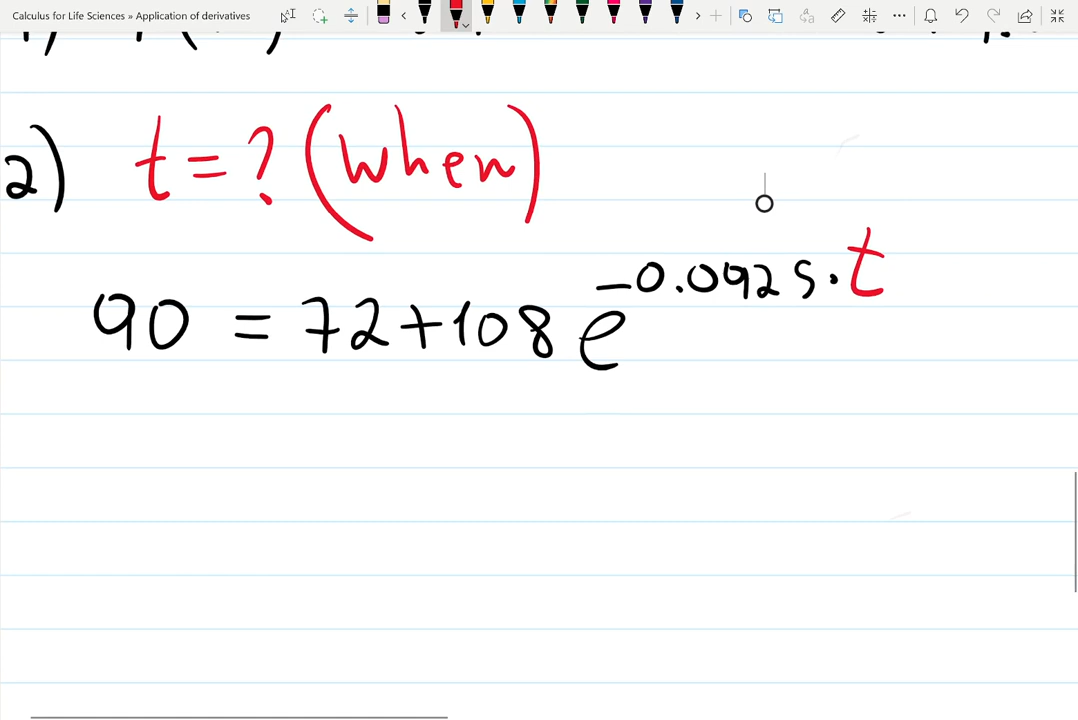 Calculus for Life Sciences » Application of derivatives
2) t = ? (when)
90 = 72 + 108 e^{-0.0925·t}